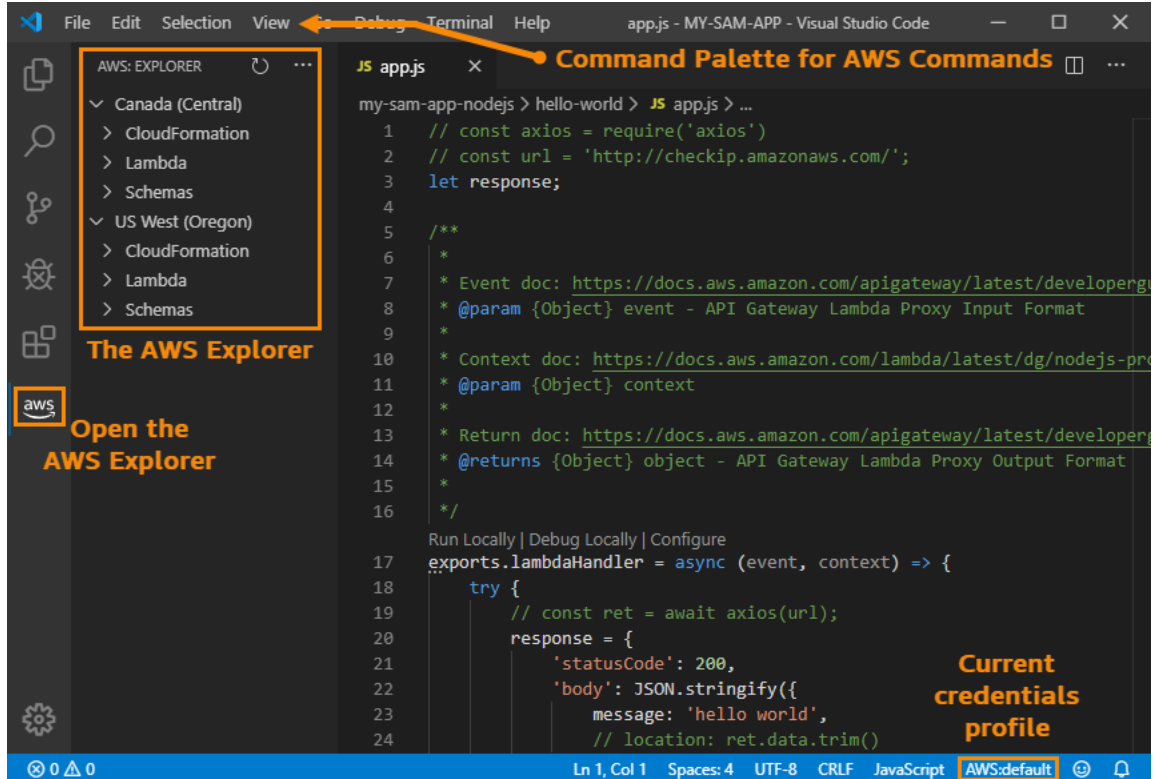 File Edit Selection View Debug Terminal Help app.js - MY-SAM-APP - Visual Studio Code
Command Palette for AWS Commands
AWS: EXPLORER
Canada (Central)
CloudFormation
Lambda
Schemas
US West (Oregon)
CloudFormation
Lambda
Schemas
The AWS Explorer
aws
Open the
AWS Explorer
JS app.js
my-sam-app-nodejs > hello-world > JS app.js > ...
1 // const axios = require('axios')
2 // const url = 'http://checkip.amazonaws.com/';
3 let response;
4
5 /**
6 *
7 * Event doc: https://docs.aws.amazon.com/apigateway/latest/developergu
8 * @param {Object} event - API Gateway Lambda Proxy Input Format
9 *
10 * Context doc: https://docs.aws.amazon.com/lambda/latest/dg/nodejs-pro
11 * @param {Object} context
12 *
13 * Return doc: https://docs.aws.amazon.com/apigateway/latest/developerg
14 * @returns {Object} object - API Gateway Lambda Proxy Output Format
15 *
16 */
Run Locally | Debug Locally | Configure
17 exports.lambdaHandler = async (event, context) => {
18 try {
19 // const ret = await axios(url);
20 response = {
21 'statusCode': 200,
22 'body': JSON.stringify({
23 message: 'hello world',
24 // location: ret.data.trim()
Current
credentials
profile
0 0 Ln 1, Col 1 Spaces: 4 UTF-8 CRLF JavaScript AWS:default